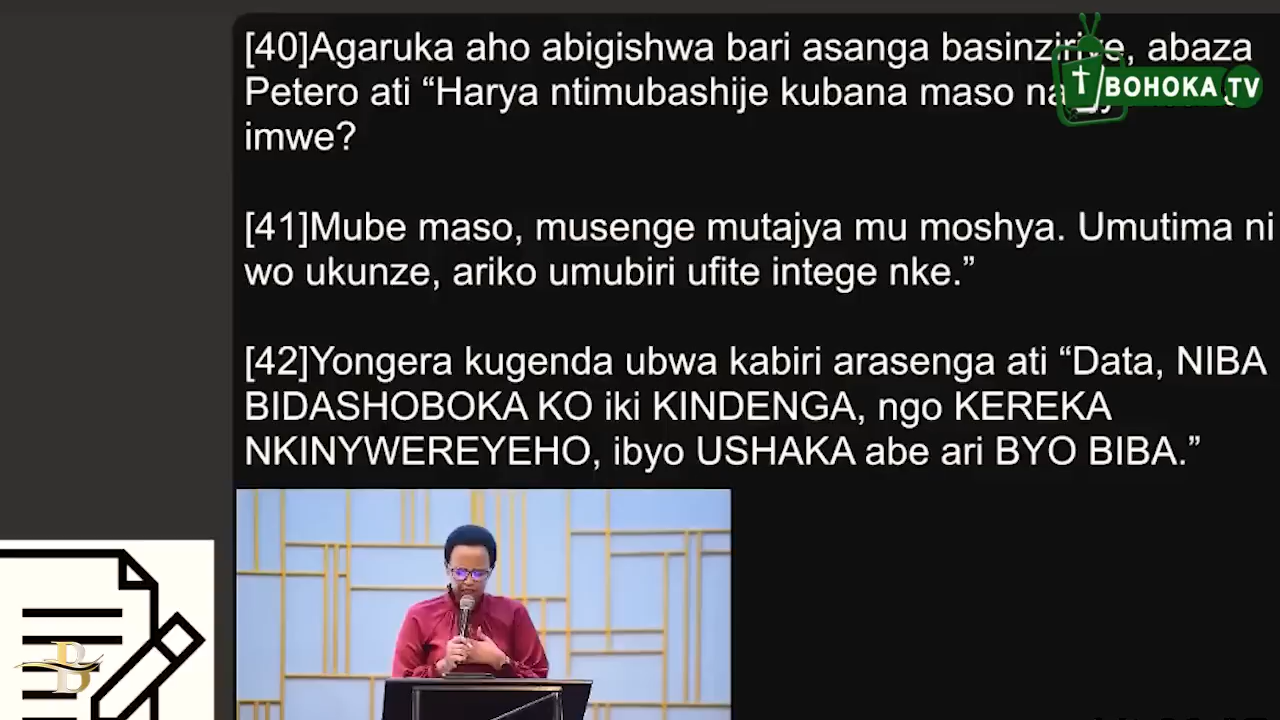 [40]Agaruka aho abigishwa bari asanga basinziriye, abaza
Petero ati “Harya ntimubashije kubana maso na
imwe?
[41]Mube maso, musenge mutajya mu moshya. Umutima ni
wo ukunze, ariko umubiri ufite intege nke.”
[42]Yongera kugenda ubwa kabiri arasenga ati “Data, NIBA
BIDASHOBOKA KO iki KINDENGA, ngo KEREKA
NKINYWEREYEHO, ibyo USHAKA abe ari BYO BIBA.”
BOHOKA TV
B
B